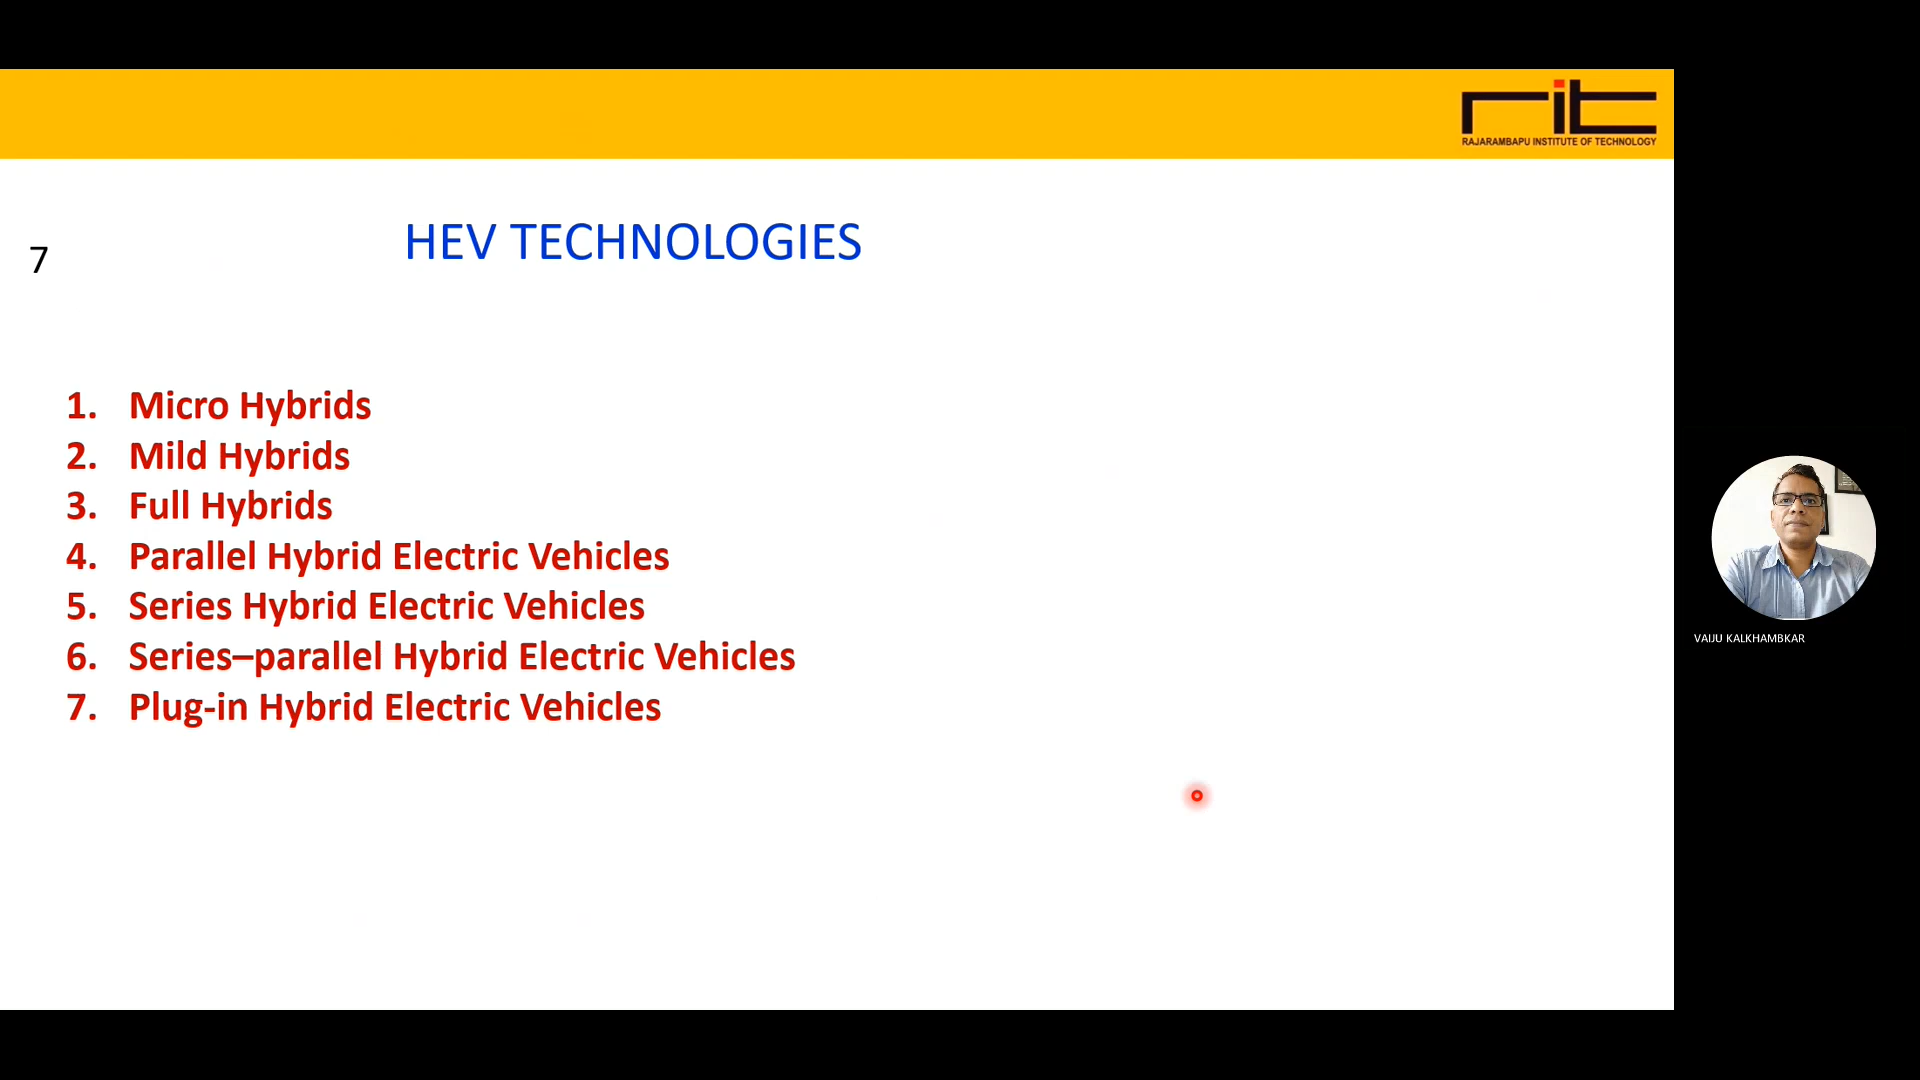 rit
RAJARAMBAPU INSTITUTE OF TECHNOLOGY
7
HEV TECHNOLOGIES
1. Micro Hybrids
2. Mild Hybrids
3. Full Hybrids
4. Parallel Hybrid Electric Vehicles
5. Series Hybrid Electric Vehicles
6. Series–parallel Hybrid Electric Vehicles
7. Plug-in Hybrid Electric Vehicles
VAIJU KALKHAMBKAR